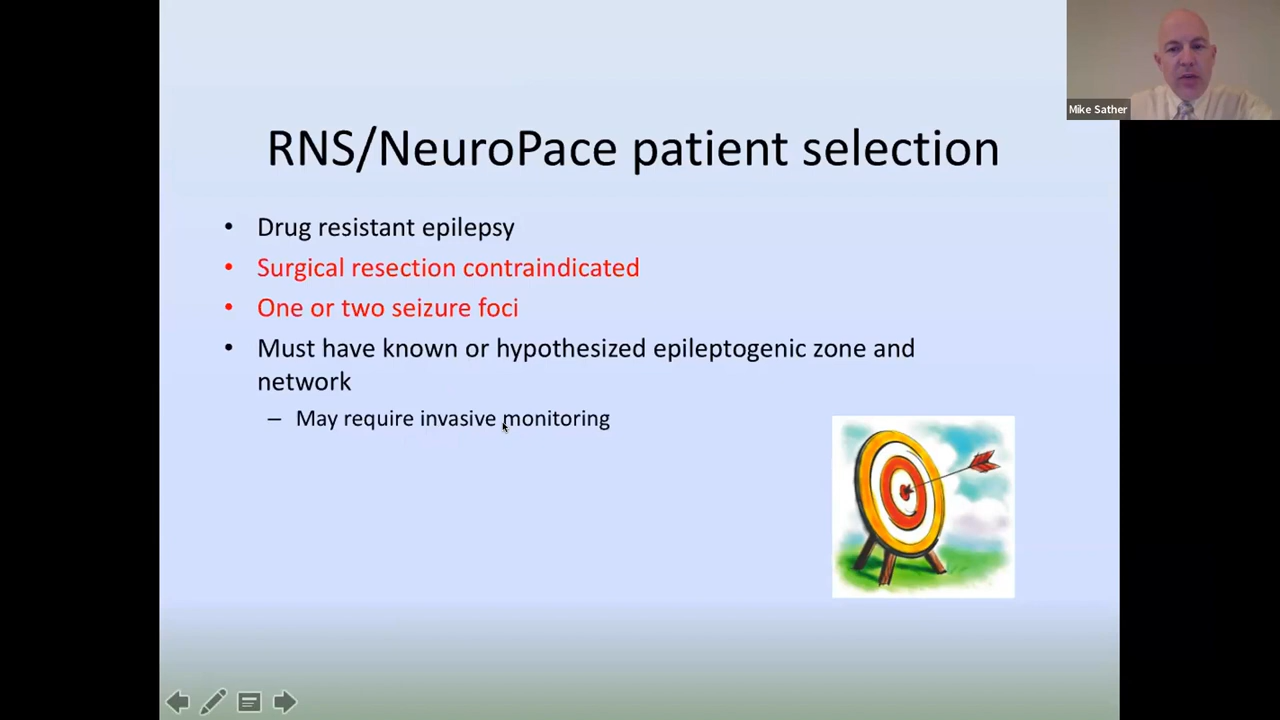 Mike Sather
RNS/NeuroPace patient selection
• Drug resistant epilepsy
• Surgical resection contraindicated
• One or two seizure foci
• Must have known or hypothesized epileptogenic zone and
network
– May require invasive monitoring